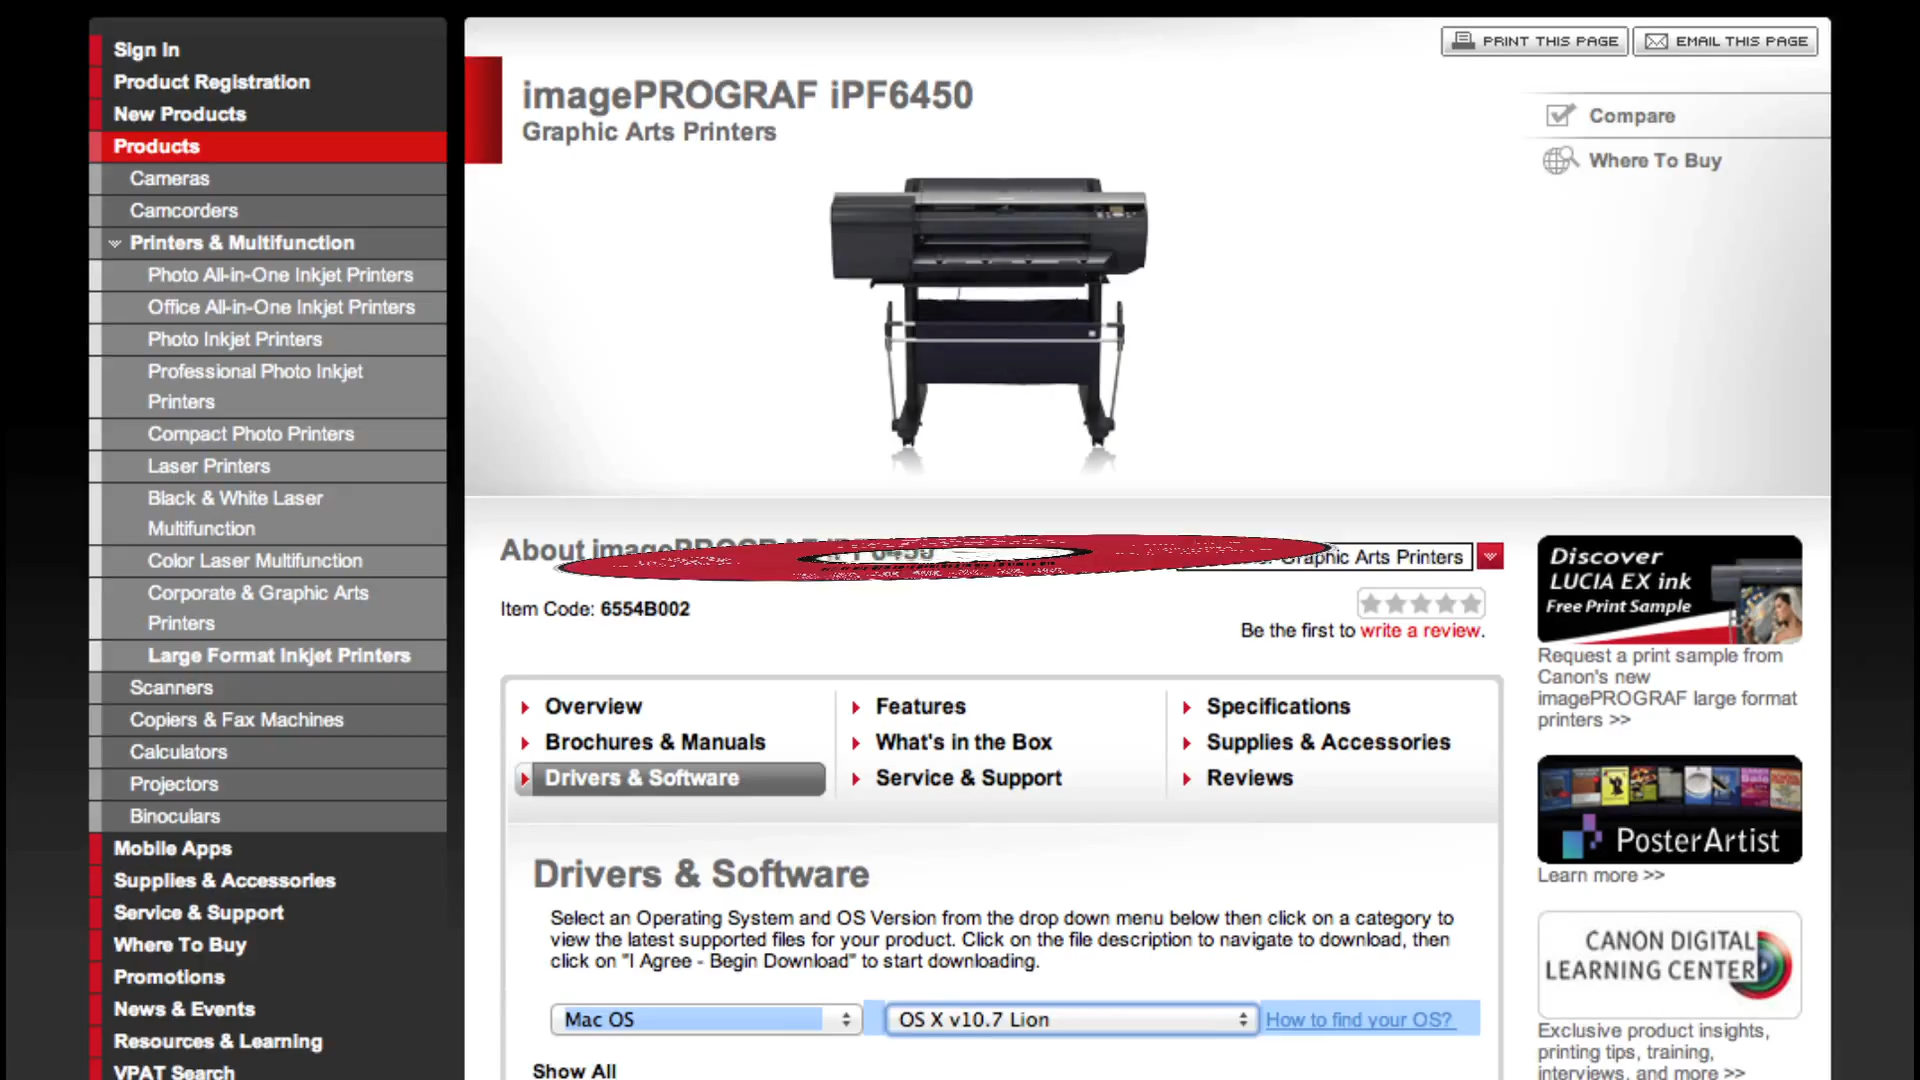 Sign In
Product Registration
New Products
Products
Cameras
Camcorders
Printers & Multifunction
Photo All-in-One Inkjet Printers
Office All-in-One Inkjet Printers
Photo Inkjet Printers
Professional Photo Inkjet
Printers
Compact Photo Printers
Laser Printers
Black & White Laser
Multifunction
Color Laser Multifunction
Corporate & Graphic Arts
Printers
Large Format Inkjet Printers
Scanners
Copiers & Fax Machines
Calculators
Projectors
Binoculars
Mobile Apps
Supplies & Accessories
Service & Support
Where To Buy
Promotions
News & Events
Resources & Learning
VPAT Search
PRINT THIS PAGE
EMAIL THIS PAGE
imagePROGRAF iPF6450
Graphic Arts Printers
Compare
Where To Buy
About imagePROGRAF iPF6450
Graphic Arts Printers
Item Code: 6554B002
Be the first to write a review.
Overview
Features
Specifications
Brochures & Manuals
What's in the Box
Supplies & Accessories
Drivers & Software
Service & Support
Reviews
Drivers & Software
Select an Operating System and OS Version from the drop down menu below then click on a category to
view the latest supported files for your product. Click on the file description to navigate to download, then
click on "I Agree - Begin Download" to start downloading.
Mac OS
OS X v10.7 Lion
How to find your OS?
Show All
Discover
LUCIA EX ink
Free Print Sample
Request a print sample from
Canon's new
imagePROGRAF large format
printers >>
PosterArtist
Learn more >>
CANON DIGITAL
LEARNING CENTER
Exclusive product insights,
printing tips, training,
interviews, and more >>